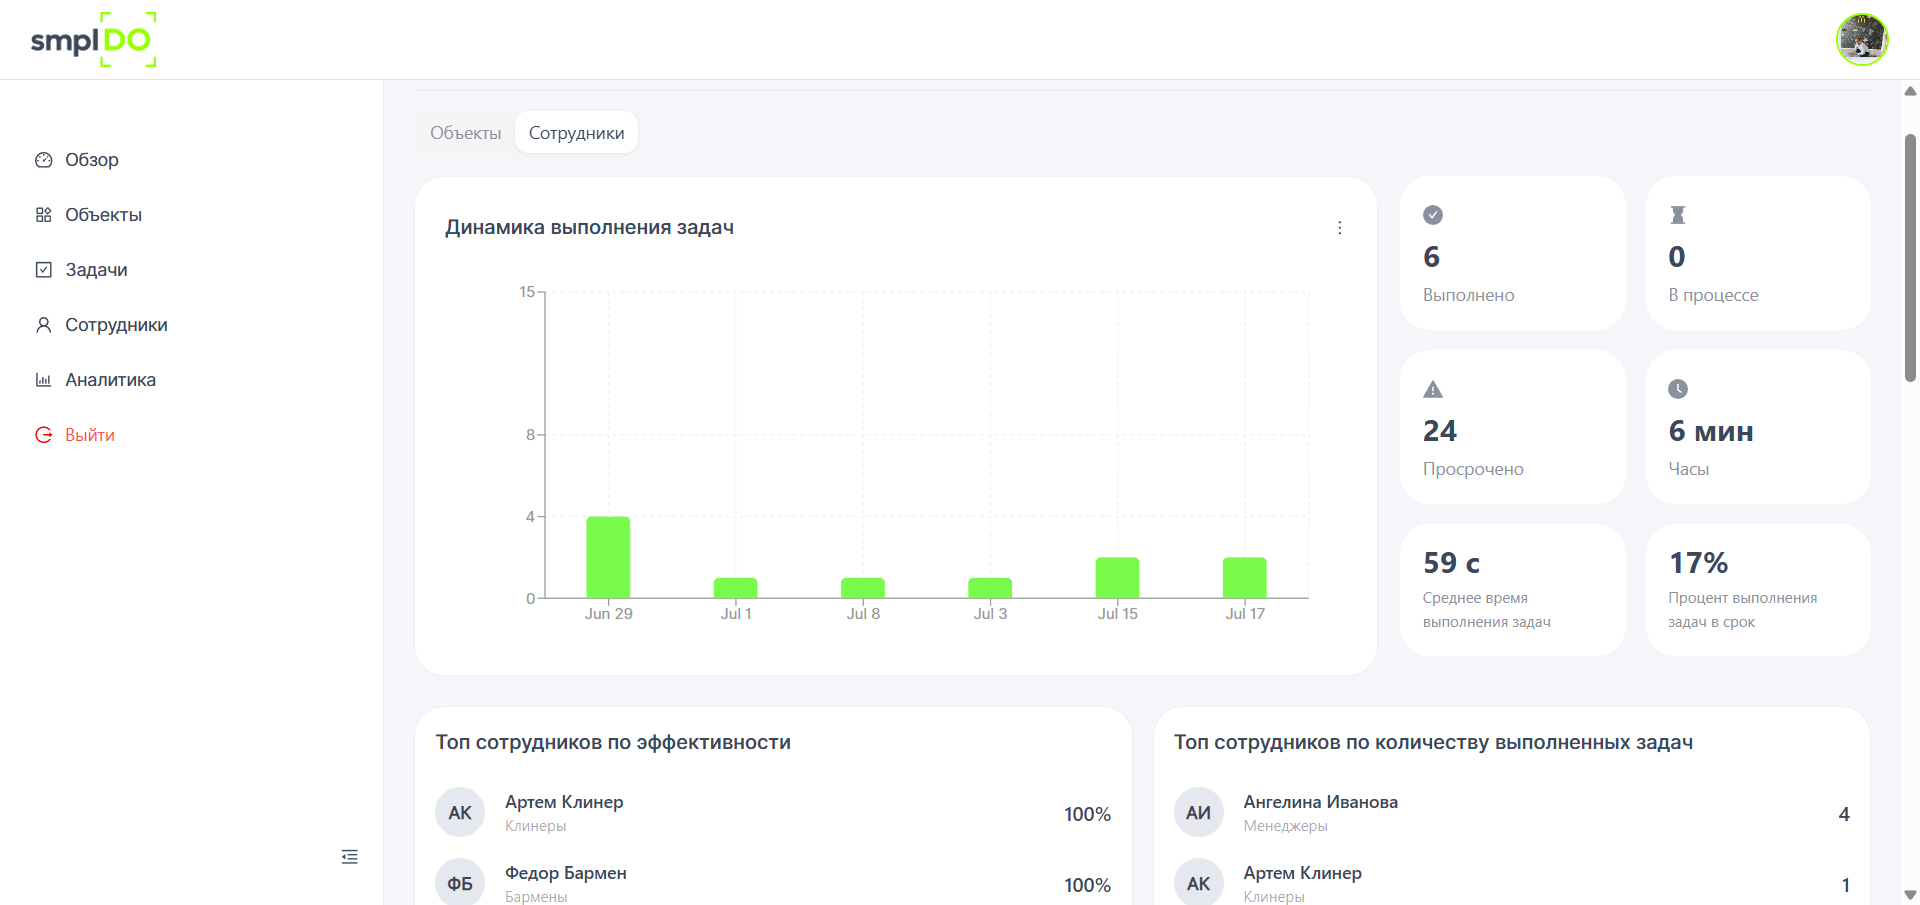 smpl DO
Обзор
Объекты
Задачи
Сотрудники
Аналитика
Выйти
Объекты
Сотрудники
Динамика выполнения задач
15
8
4
0
Jun 29
Jul 1
Jul 8
Jul 3
Jul 15
Jul 17
6
Выполнено
0
В процессе
24
Просрочено
6 мин
Часы
59 с
Среднее время
выполнения задач
17%
Процент выполнения
задач в срок
Топ сотрудников по эффективности
АК
Артем Клинер
Клинеры
100%
ФБ
Федор Бармен
Бармены
100%
Топ сотрудников по количеству выполненных задач
АИ
Ангелина Иванова
Менеджеры
4
АК
Артем Клинер
Клинеры
1